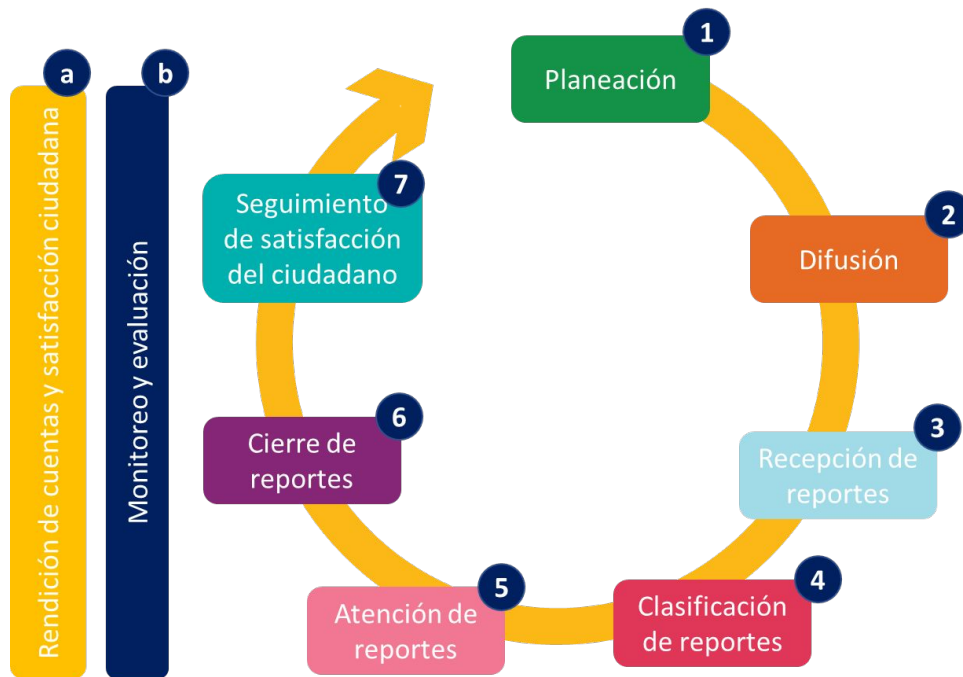 a
Rendición de cuentas y satisfacción ciudadana
b
Monitoreo y evaluación
1
Planeación
2
Difusión
3
Recepción de
reportes
4
Clasificación
de reportes
5
Atención de
reportes
6
Cierre de
reportes
7
Seguimiento
de satisfacción
del ciudadano